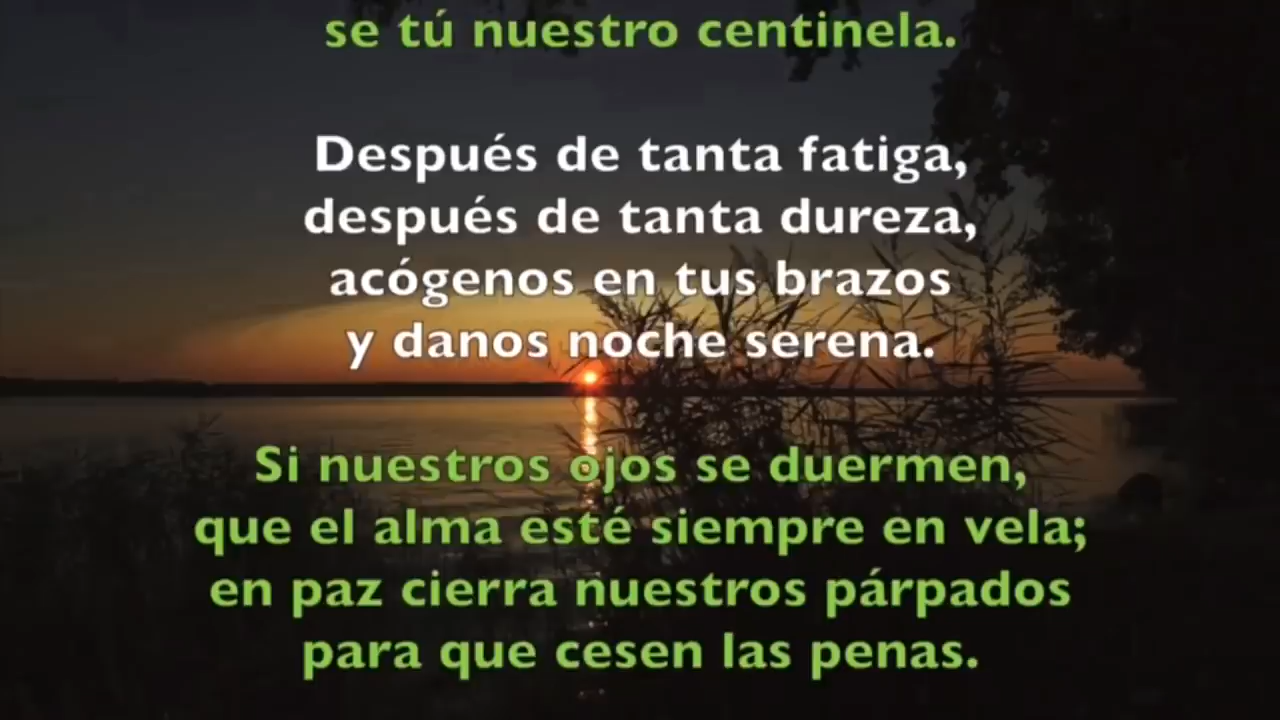 se tú nuestro centinela.
Después de tanta fatiga,
después de tanta dureza,
acógenos en tus brazos
y danos noche serena.
Si nuestros ojos se duermen,
que el alma esté siempre en vela;
en paz cierra nuestros párpados
para que cesen las penas.